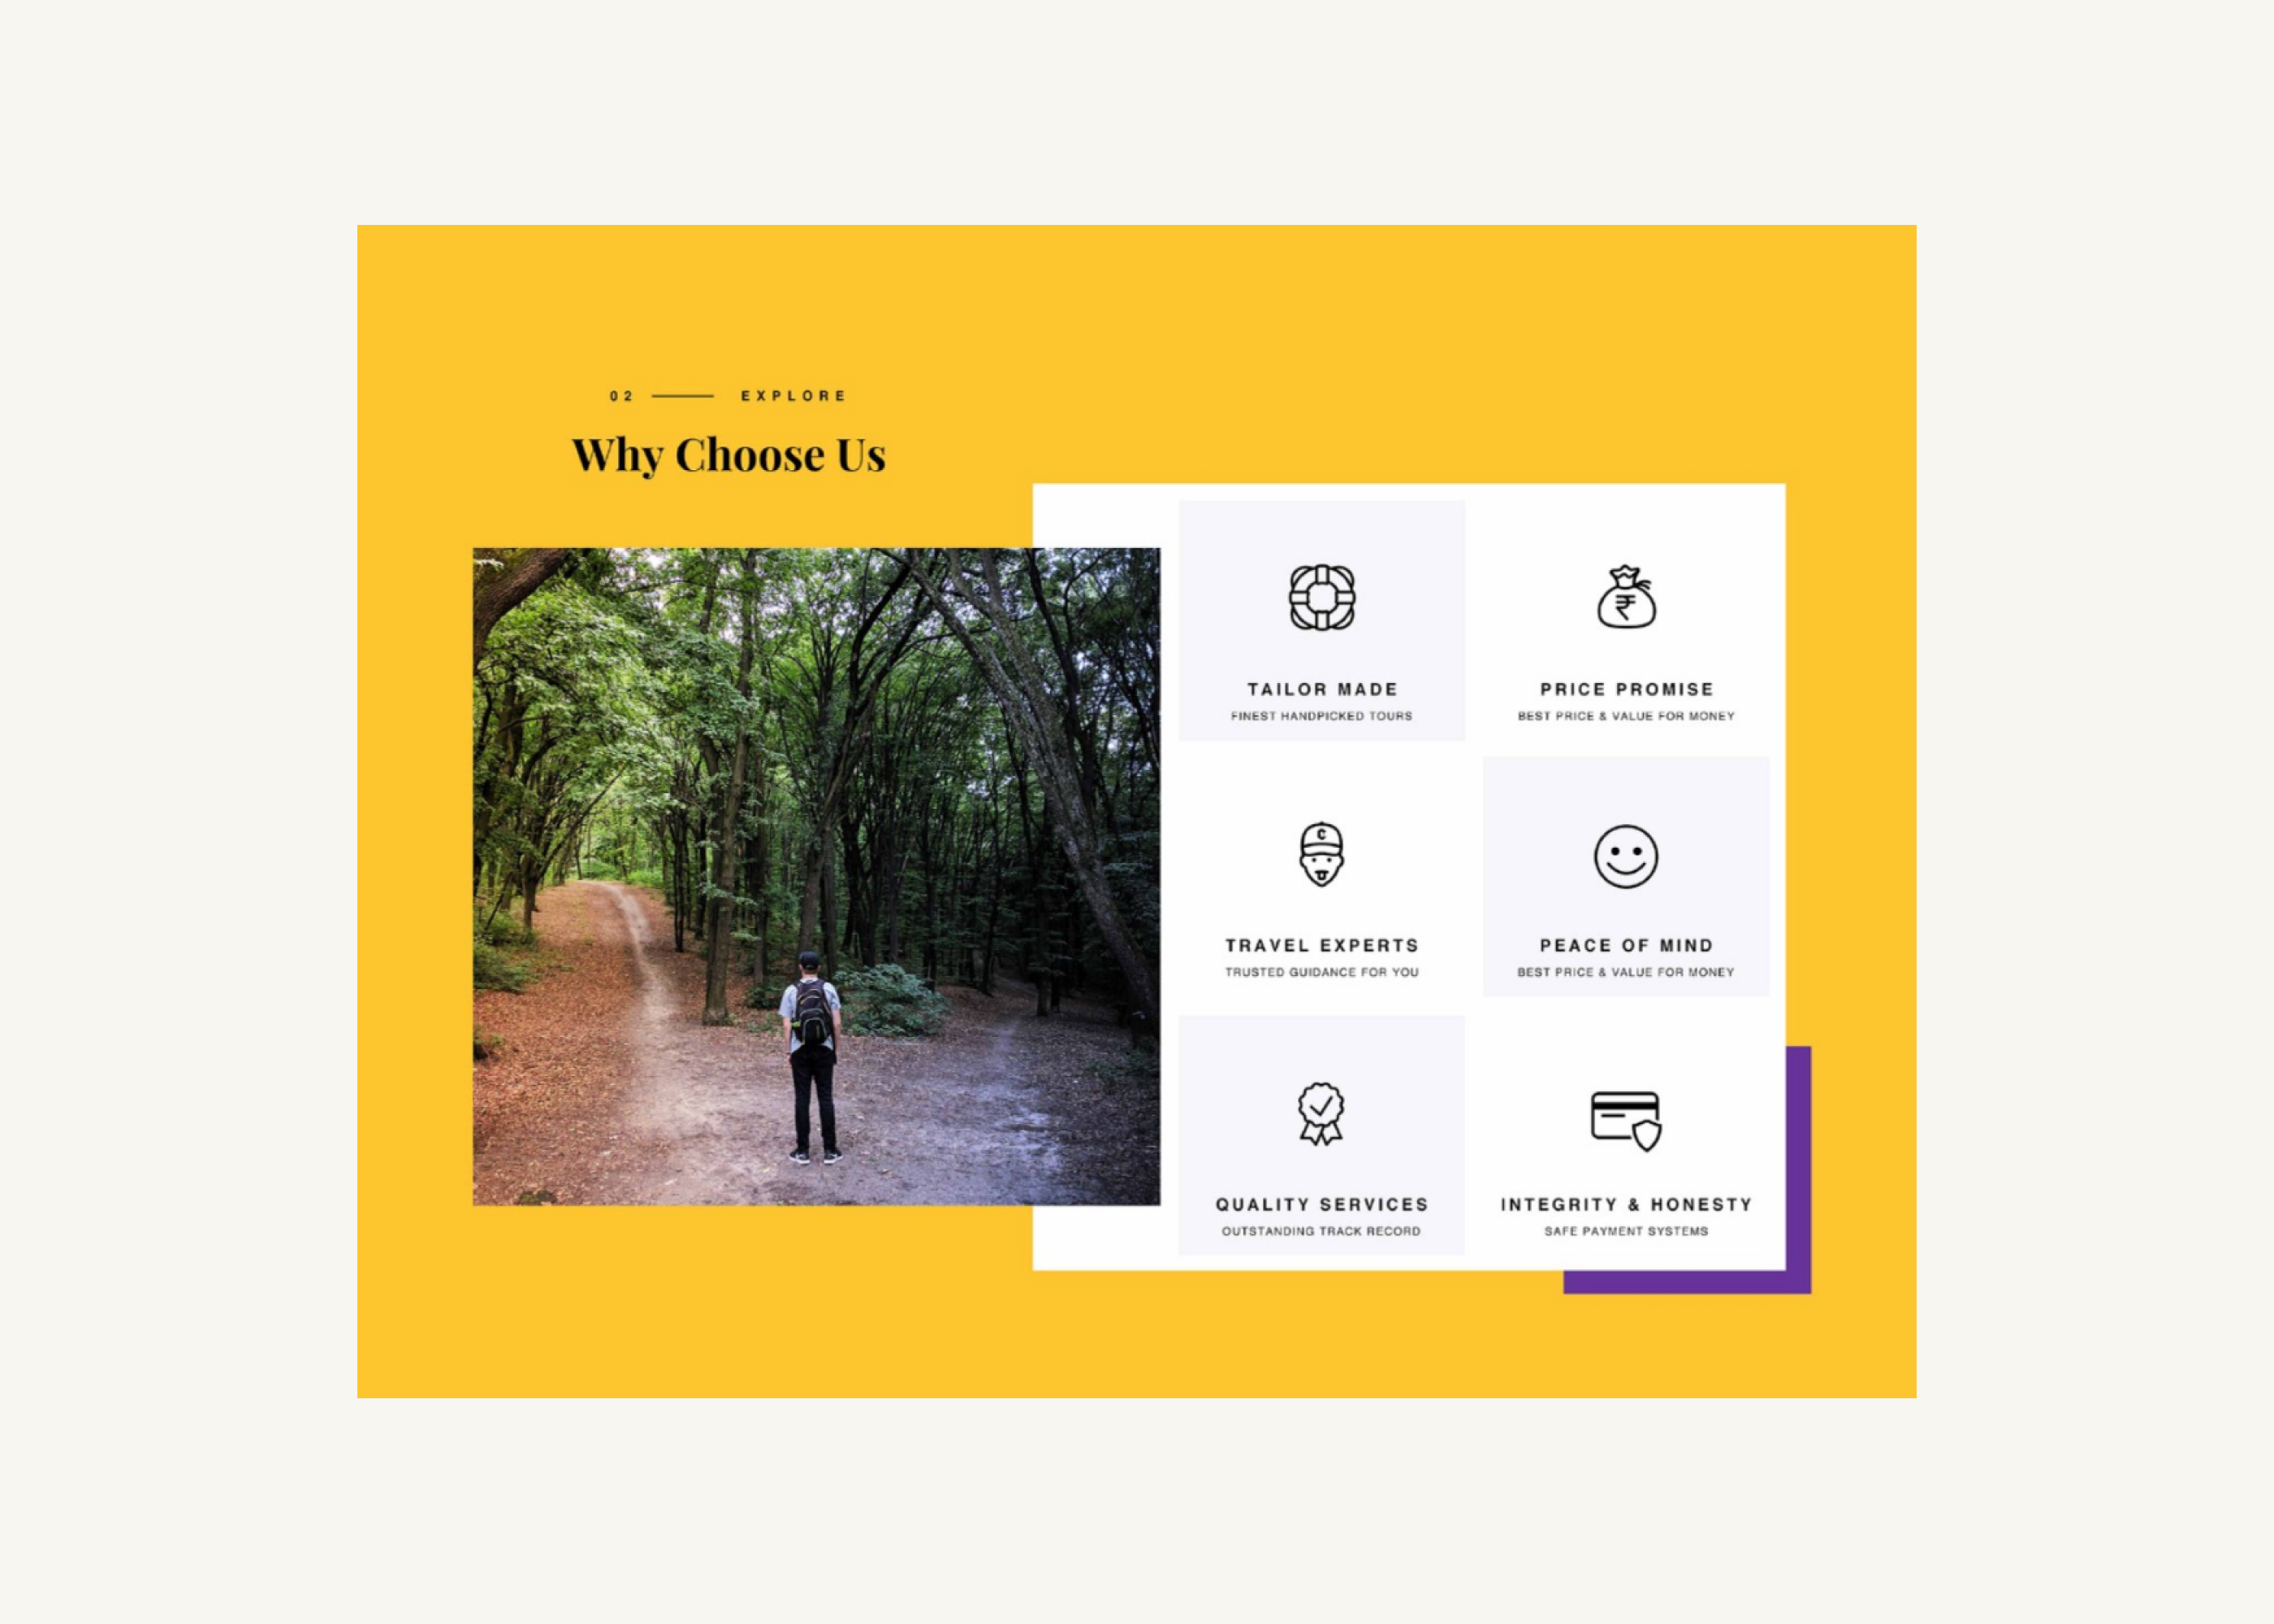 02 EXPLORE
Why Choose Us
₹
TAILOR MADE
FINEST HANDPICKED TOURS
PRICE PROMISE
BEST PRICE & VALUE FOR MONEY
C
TRAVEL EXPERTS
TRUSTED GUIDANCE FOR YOU
PEACE OF MIND
BEST PRICE & VALUE FOR MONEY
QUALITY SERVICES
OUTSTANDING TRACK RECORD
INTEGRITY & HONESTY
SAFE PAYMENT SYSTEMS